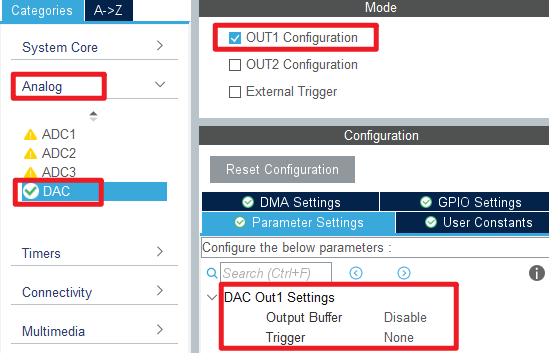 Categories
A->Z
System Core
Analog
ADC1
ADC2
ADC3
DAC
Timers
Connectivity
Multimedia
Mode
OUT1 Configuration
OUT2 Configuration
External Trigger
Configuration
Reset Configuration
DMA Settings
GPIO Settings
Parameter Settings
User Constants
Configure the below parameters :
Search (Ctrl+F)
DAC Out1 Settings
Output Buffer Disable
Trigger None